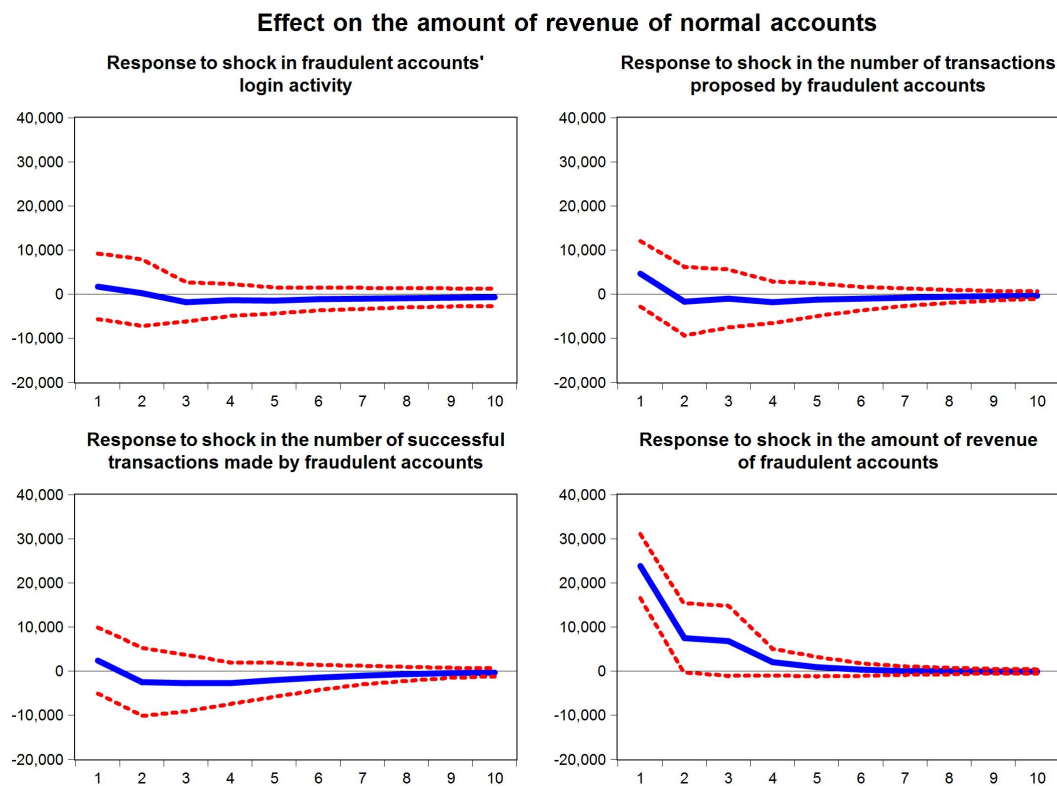 Effect on the amount of revenue of normal accounts
Response to shock in fraudulent accounts'
login activity
40,000
30,000
20,000
10,000
0
-10,000
-20,000
1 2 3 4 5 6 7 8 9 10
Response to shock in the number of transactions
proposed by fraudulent accounts
40,000
30,000
20,000
10,000
0
-10,000
-20,000
1 2 3 4 5 6 7 8 9 10
Response to shock in the number of successful
transactions made by fraudulent accounts
40,000
30,000
20,000
10,000
0
-10,000
-20,000
1 2 3 4 5 6 7 8 9 10
Response to shock in the amount of revenue
of fraudulent accounts
40,000
30,000
20,000
10,000
0
-10,000
-20,000
1 2 3 4 5 6 7 8 9 10